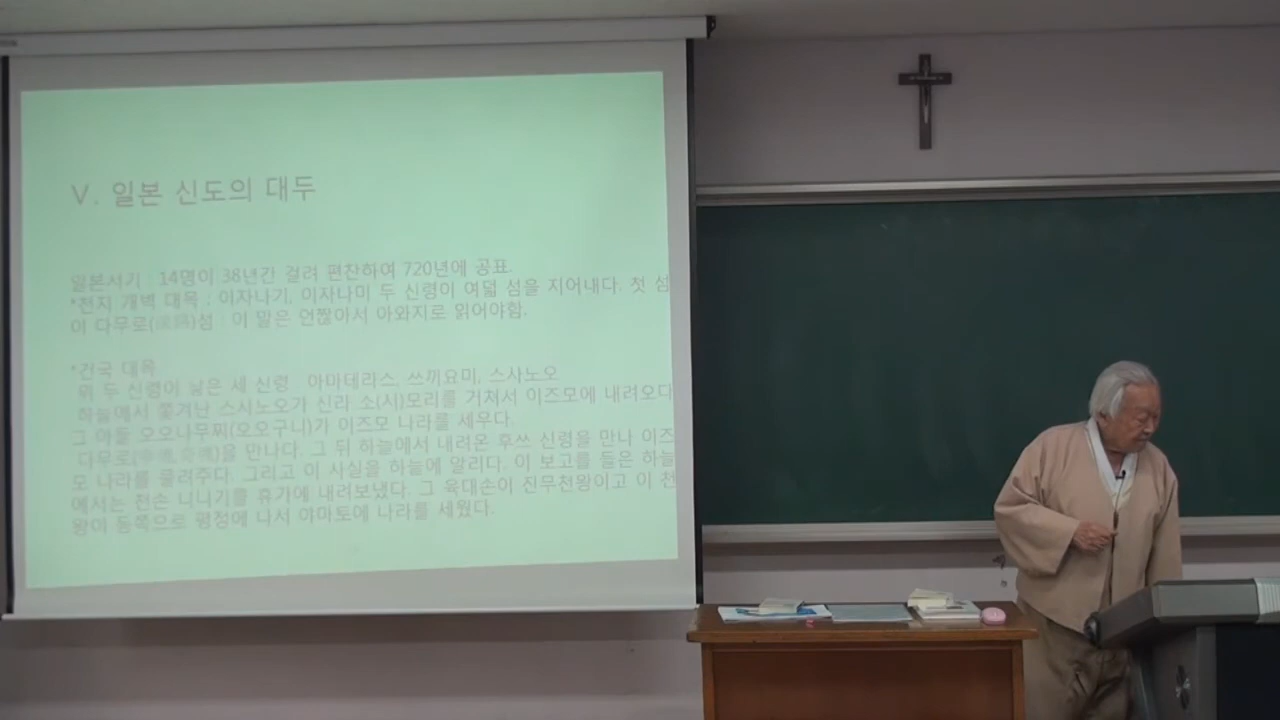 V. 일본 신도의 대두
일본서기 : 14명이 38년간 걸려 편찬하여 720년에 공표.
*천지 개벽 대목 : 이자나기, 이자나미 두 신령이 여덟 섬을 지어내다. 첫 섬
이 다무로( )섬 : 이 말은 언짢아서 아와지로 읽어야함.
*건국 대목
위 두 신령이 낳은 세 신령 : 아마데라스, 쓰끼요미, 스사노오
하늘에서 쫓겨난 스시노오가 신라 소(시)모리를 거쳐서 이즈모에 내려오다
그 아들 오오나무찌(오오구니)가 이즈모 나라를 세우다.
다무로( )을 만나다. 그 뒤 하늘에서 내려온 후쓰 신령을 만나 이즈
모 나라를 물려주다. 그리고 이 사실을 하늘에 알리다. 이 보고를 들은 하늘
에서는 천손 니니기를 휴가에 내려보냈다. 그 육대손이 진무천왕이고 이 천
왕이 동쪽으로 평정에 나서 야마토에 나라를 세웠다.